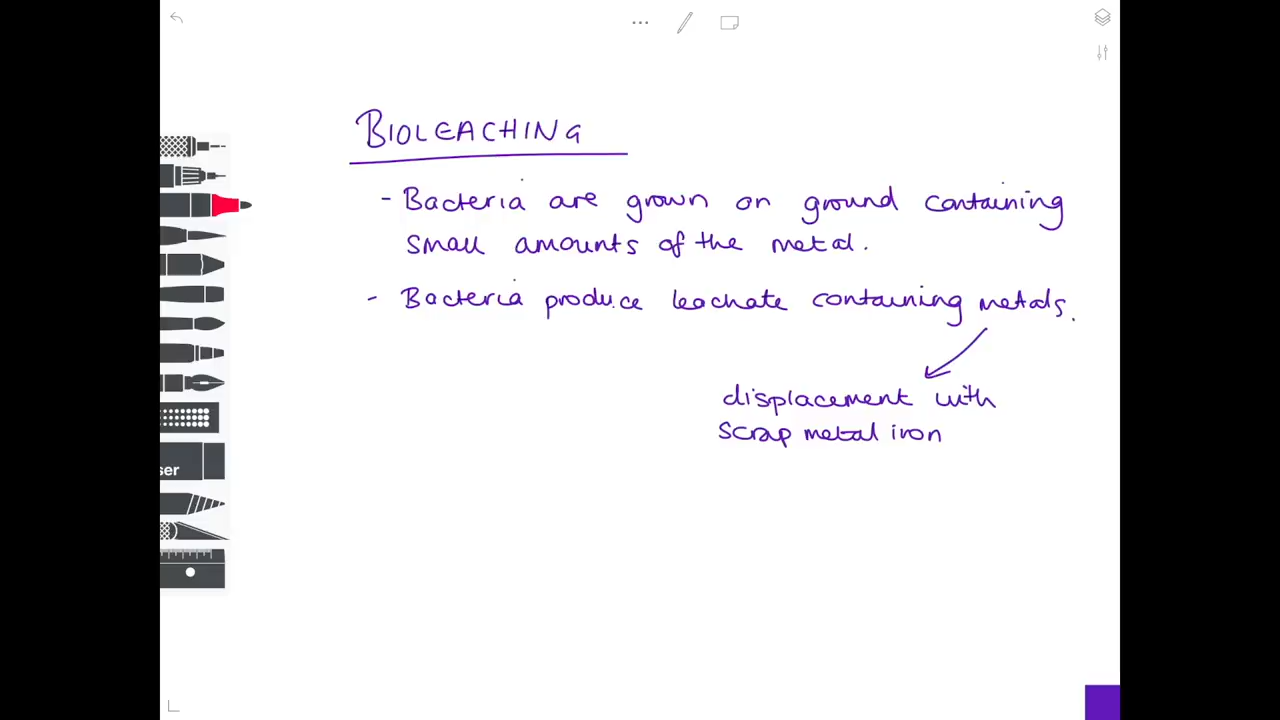 BIOLEACHING
- Bacteria are grown on ground containing
small amounts of the metal.
- Bacteria produce leachate containing metals.
displacement with
scrap metal iron
ser